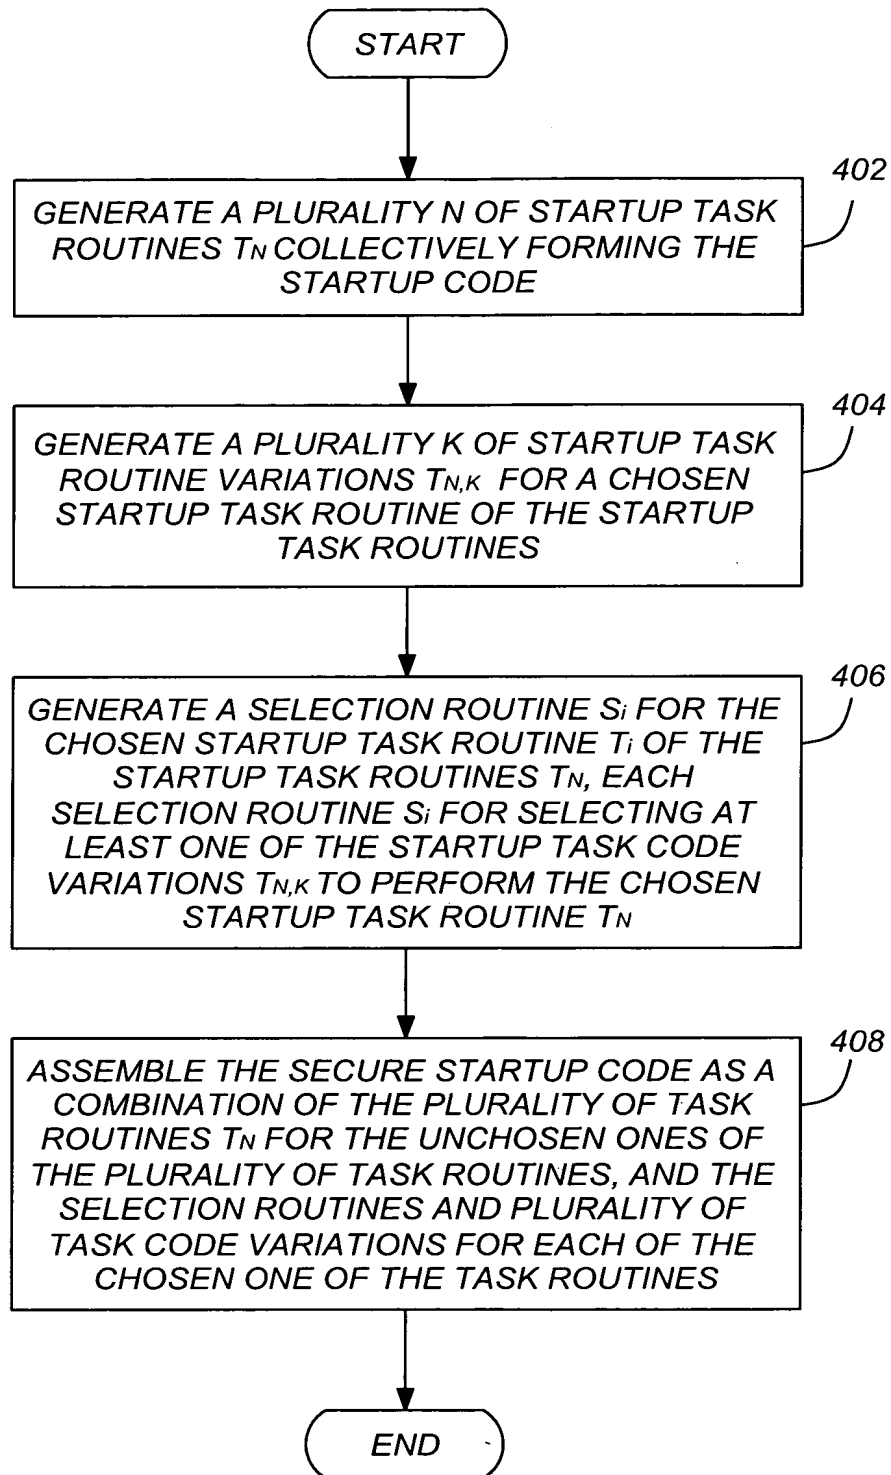 START
402
GENERATE A PLURALITY N OF STARTUP TASK
ROUTINES TN COLLECTIVELY FORMING THE
STARTUP CODE
404
GENERATE A PLURALITY K OF STARTUP TASK
ROUTINE VARIATIONS TN,K FOR A CHOSEN
STARTUP TASK ROUTINE OF THE STARTUP
TASK ROUTINES
406
GENERATE A SELECTION ROUTINE Si FOR THE
CHOSEN STARTUP TASK ROUTINE Ti OF THE
STARTUP TASK ROUTINES TN, EACH
SELECTION ROUTINE Si FOR SELECTING AT
LEAST ONE OF THE STARTUP TASK CODE
VARIATIONS TN,K TO PERFORM THE CHOSEN
STARTUP TASK ROUTINE TN
408
ASSEMBLE THE SECURE STARTUP CODE AS A
COMBINATION OF THE PLURALITY OF TASK
ROUTINES TN FOR THE UNCHOSEN ONES OF
THE PLURALITY OF TASK ROUTINES, AND THE
SELECTION ROUTINES AND PLURALITY OF
TASK CODE VARIATIONS FOR EACH OF THE
CHOSEN ONE OF THE TASK ROUTINES
END